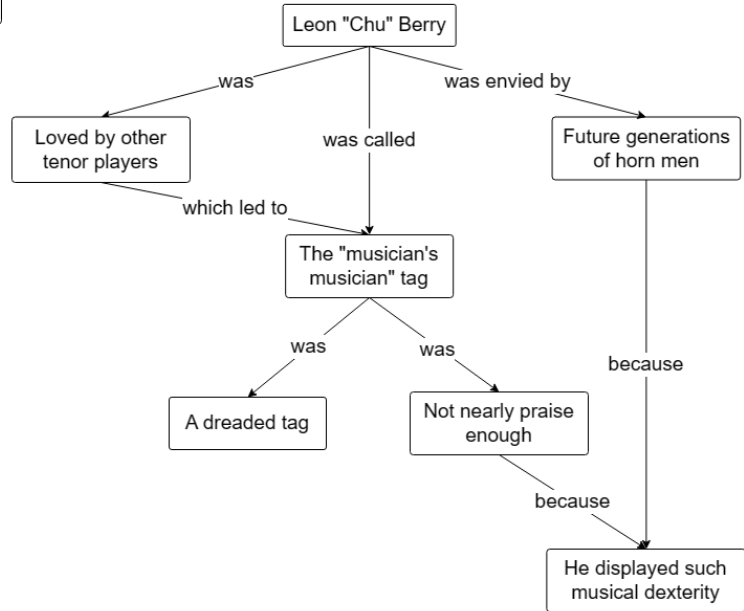 Leon "Chu" Berry
was
was envied by
Loved by other
tenor players
was called
Future generations
of horn men
which led to
The "musician's
musician" tag
was
was
because
A dreaded tag
Not nearly praise
enough
because
He displayed such
musical dexterity